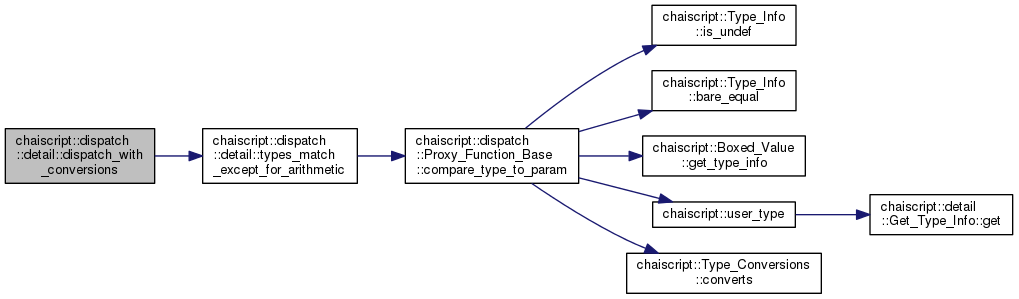 chaiscript::dispatch
::detail::dispatch_with
_conversions
chaiscript::dispatch
::detail::types_match
_except_for_arithmetic
chaiscript::dispatch
::Proxy_Function_Base
::compare_type_to_param
chaiscript::Type_Info
::is_undef
chaiscript::Type_Info
::bare_equal
chaiscript::Boxed_Value
::get_type_info
chaiscript::user_type
chaiscript::detail
::Get_Type_Info::get
chaiscript::Type_Conversions
::converts